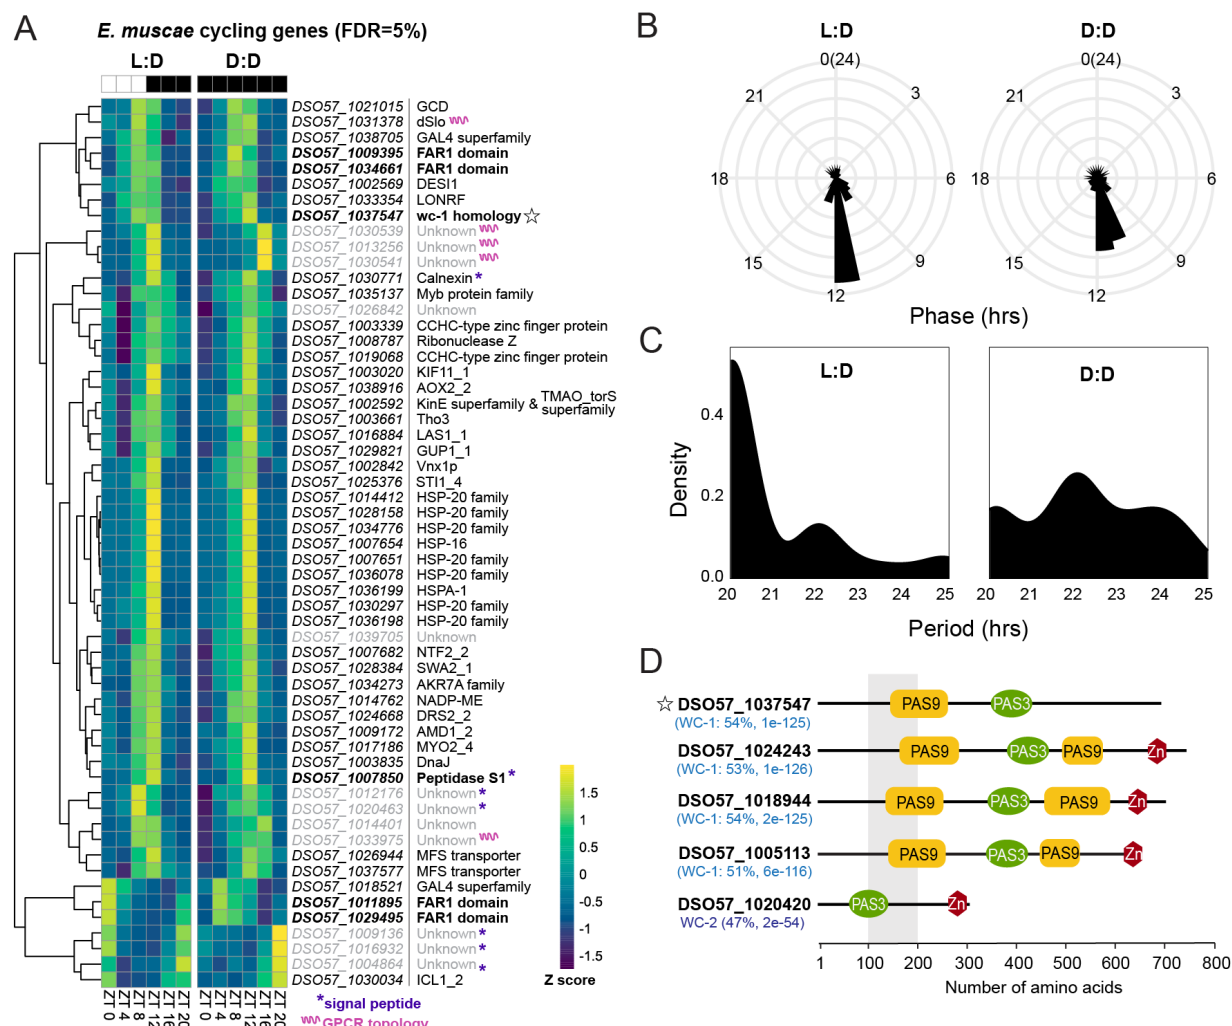 A
E. muscae cycling genes (FDR=5%)
L:D D:D
DSO57_1021015 GCD
DSO57_1031378 dSlo
DSO57_1038705 GAL4 superfamily
DSO57_1009395 FAR1 domain
DSO57_1034661 FAR1 domain
DSO57_1002569 DESI1
DSO57_1033354 LONRF
DSO57_1037547 wc-1 homology ☆
DSO57_1030539 Unknown
DSO57_1013256 Unknown
DSO57_1030541 Unknown
DSO57_1030771 Calnexin *
DSO57_1035137 Myb protein family
DSO57_1026842 Unknown
DSO57_1003339 CCHC-type zinc finger protein
DSO57_1008787 Ribonuclease Z
DSO57_1019068 CCHC-type zinc finger protein
DSO57_1003020 KIF11_1
DSO57_1038916 AOX2_2
DSO57_1002592 KinE superfamily & TMAO_torS superfamily
DSO57_1003661 Tho3
DSO57_1016884 LAS1_1
DSO57_1029821 GUP1_1
DSO57_1002842 Vnx1p
DSO57_1025376 STI1_4
DSO57_1014412 HSP-20 family
DSO57_1028158 HSP-20 family
DSO57_1034776 HSP-20 family
DSO57_1007654 HSP-16
DSO57_1007651 HSP-20 family
DSO57_1036078 HSP-20 family
DSO57_1036199 HSPA-1
DSO57_1030297 HSP-20 family
DSO57_1036198 HSP-20 family
DSO57_1039705 Unknown
DSO57_1007682 NTF2_2
DSO57_1028384 SWA2_1
DSO57_1034273 AKR7A family
DSO57_1014762 NADP-ME
DSO57_1024668 DRS2_2
DSO57_1009172 AMD1_2
DSO57_1017186 MYO2_4
DSO57_1003835 DnaJ
DSO57_1007850 Peptidase S1 *
DSO57_1012176 Unknown *
DSO57_1020463 Unknown *
DSO57_1014401 Unknown
DSO57_1033975 Unknown
DSO57_1026944 MFS transporter
DSO57_1037577 MFS transporter
DSO57_1018521 GAL4 superfamily
DSO57_1011895 FAR1 domain
DSO57_1029495 FAR1 domain
DSO57_1009136 Unknown *
DSO57_1016932 Unknown *
DSO57_1004864 Unknown *
DSO57_1030034 ICL1_2
ZT 0 ZT 4 ZT 8 ZT 12 ZT 16 ZT 20 ZT 0 ZT 4 ZT 8 ZT 12 ZT 16 ZT 20
1.5
1
0.5
0
-0.5
-1
-1.5
Z score
*signal peptide
GPCR topology
B
L:D D:D
0(24) 0(24)
21 3 21 3
18 6 18 6
15 9 15 9
12 12
Phase (hrs)
C
L:D D:D
Density
0.4
0.2
0.0
20 21 22 23 24 25 20 21 22 23 24 25
Period (hrs)
D
☆ DSO57_1037547 PAS9 PAS3
(WC-1: 54%, 1e-125)
DSO57_1024243 PAS9 PAS3 PAS9 Zn
(WC-1: 53%, 1e-126)
DSO57_1018944 PAS9 PAS3 PAS9 Zn
(WC-1: 54%, 2e-125)
DSO57_1005113 PAS9 PAS3 PAS9 Zn
(WC-1: 51%, 6e-116)
DSO57_1020420 PAS3 Zn
WC-2 (47%, 2e-54)
1 100 200 300 400 500 600 700 800
Number of amino acids